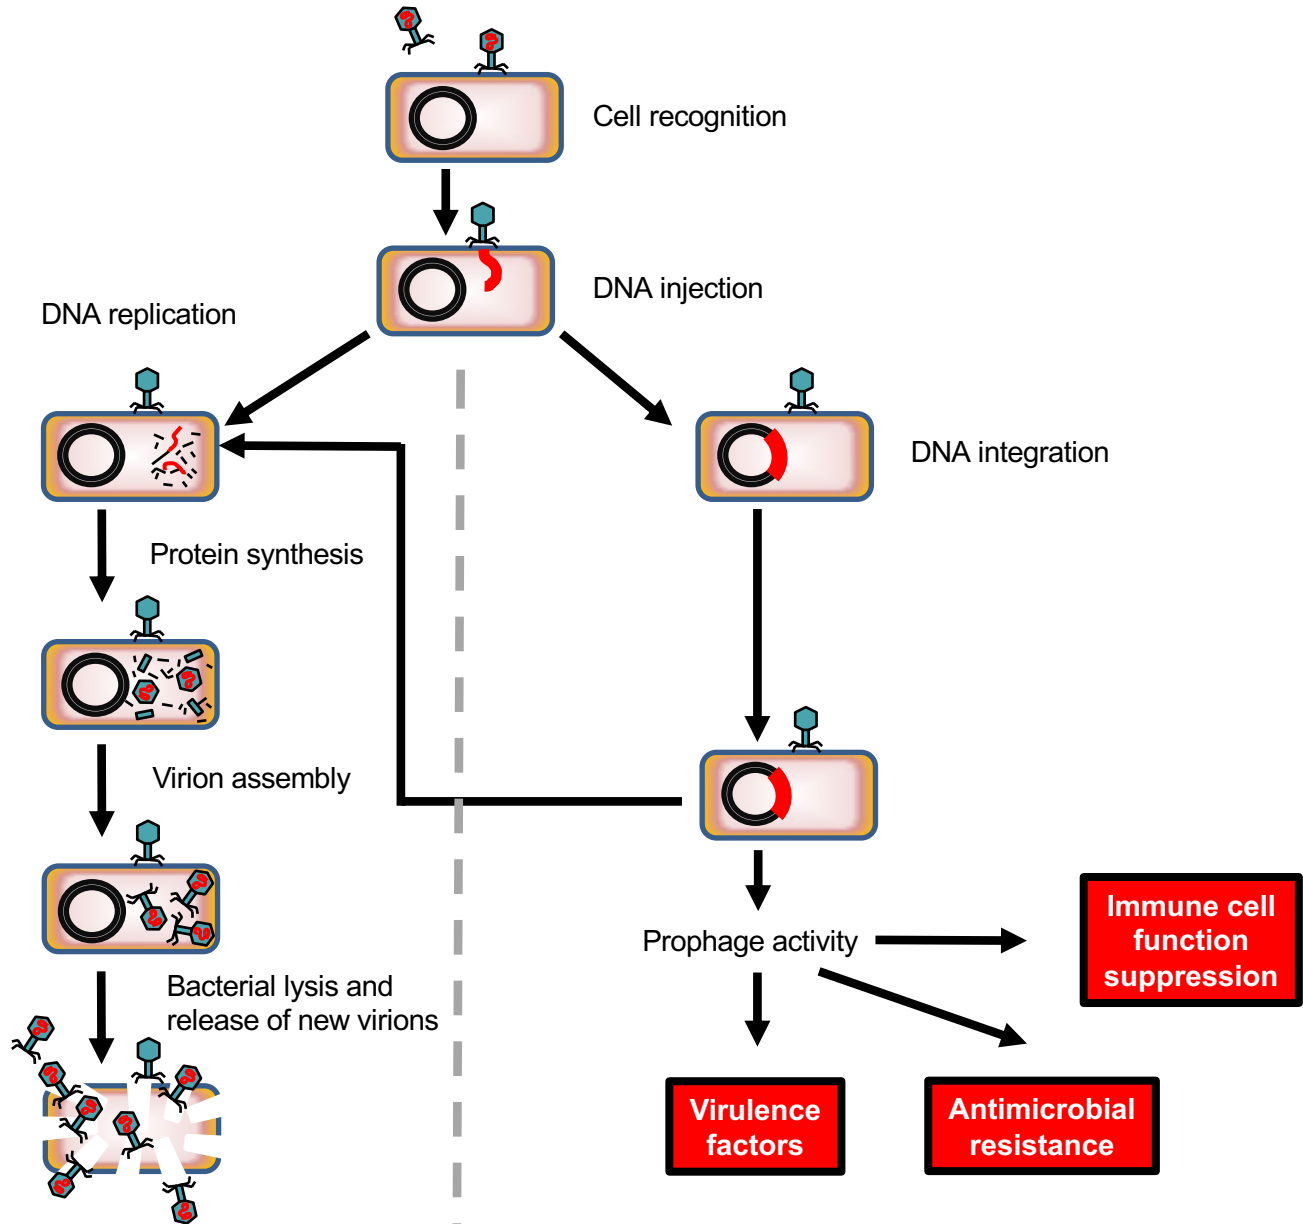 Cell recognition
DNA injection
DNA replication
DNA integration
Protein synthesis
Virion assembly
Bacterial lysis and
release of new virions
Prophage activity
Immune cell
function
suppression
Virulence
factors
Antimicrobial
resistance